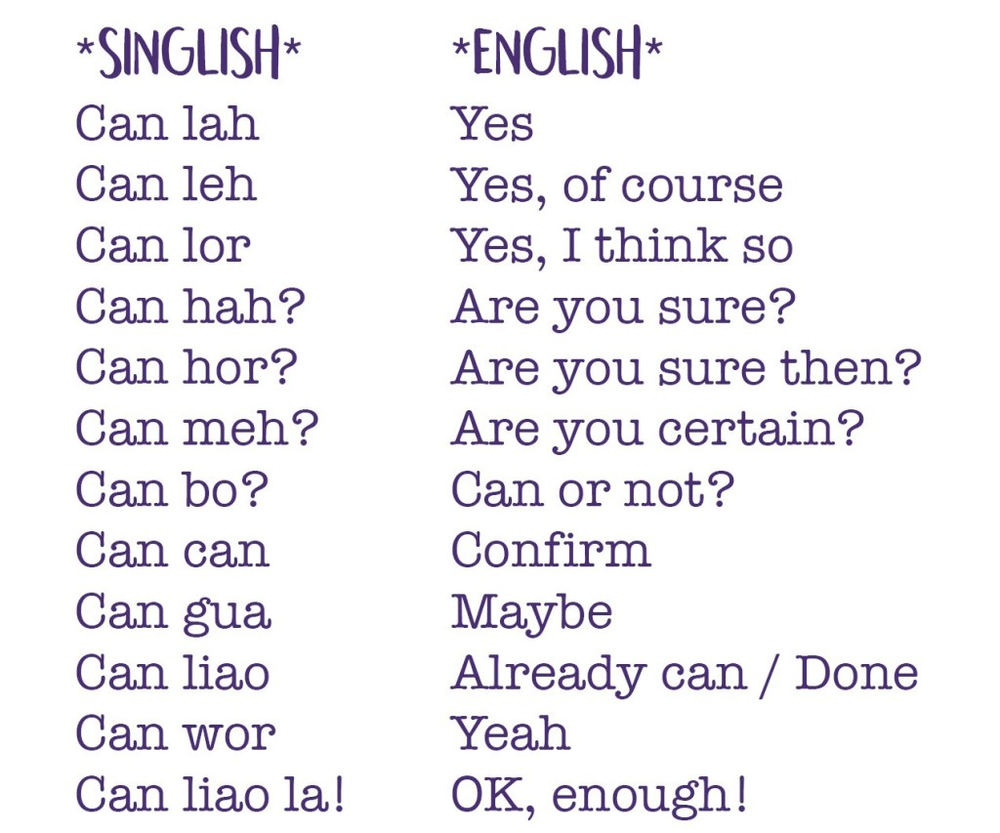 *SINGLISH* *ENGLISH*
Can lah Yes
Can leh Yes, of course
Can lor Yes, I think so
Can hah? Are you sure?
Can hor? Are you sure then?
Can meh? Are you certain?
Can bo? Can or not?
Can can Confirm
Can gua Maybe
Can liao Already can / Done
Can wor Yeah
Can liao la! OK, enough!